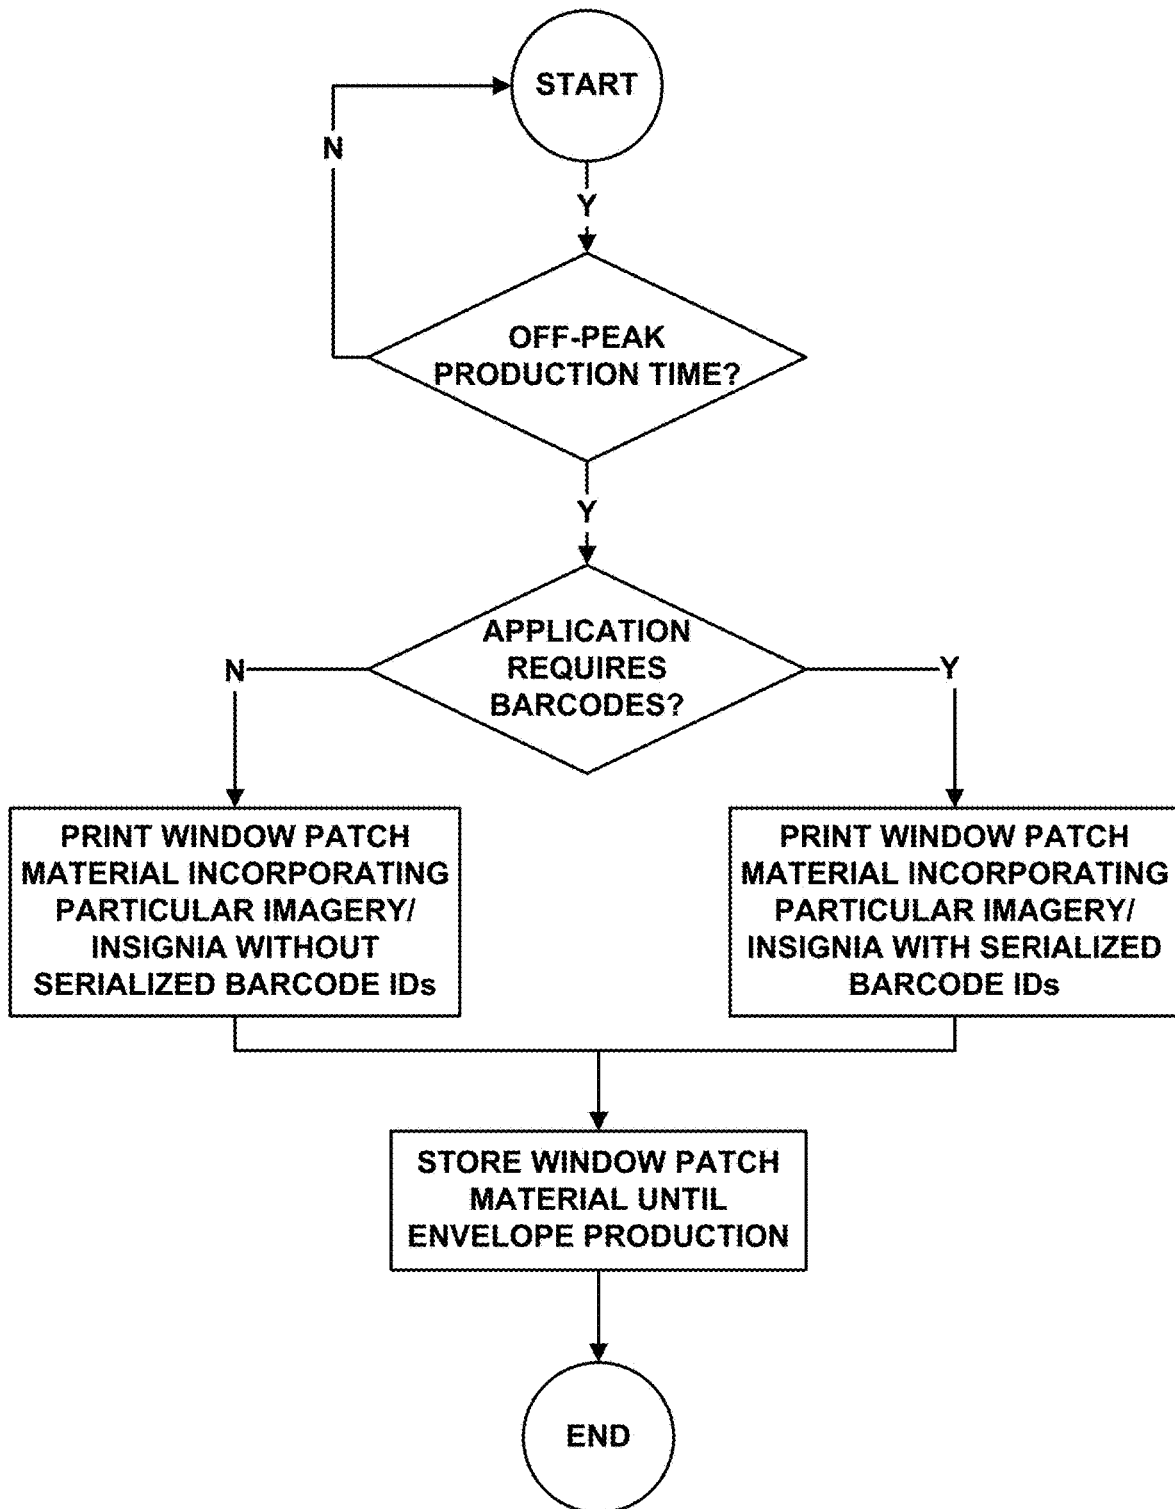 START
N
Y
OFF-PEAK
PRODUCTION TIME?
Y
APPLICATION
REQUIRES
BARCODES?
N
Y
PRINT WINDOW PATCH
MATERIAL INCORPORATING
PARTICULAR IMAGERY/
INSIGNIA WITHOUT
SERIALIZED BARCODE IDs
PRINT WINDOW PATCH
MATERIAL INCORPORATING
PARTICULAR IMAGERY/
INSIGNIA WITH SERIALIZED
BARCODE IDs
STORE WINDOW PATCH
MATERIAL UNTIL
ENVELOPE PRODUCTION
END